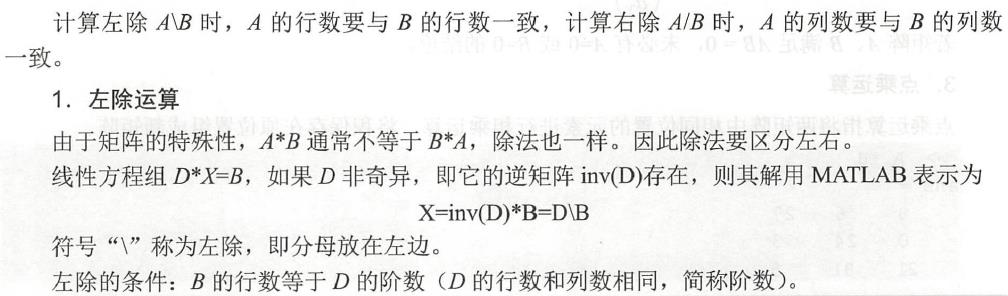 计算左除 A\B 时，A 的行数要与 B 的行数一致，计算右除 A/B 时，A 的列数要与 B 的列数
一致。
1．左除运算
由于矩阵的特殊性，A*B 通常不等于 B*A，除法也一样。因此除法要区分左右。
线性方程组 D*X=B，如果 D 非奇异，即它的逆矩阵 inv(D)存在，则其解用 MATLAB 表示为
X=inv(D)*B=D\B
符号“\”称为左除，即分母放在左边。
左除的条件：B 的行数等于 D 的阶数（D 的行数和列数相同，简称阶数）。